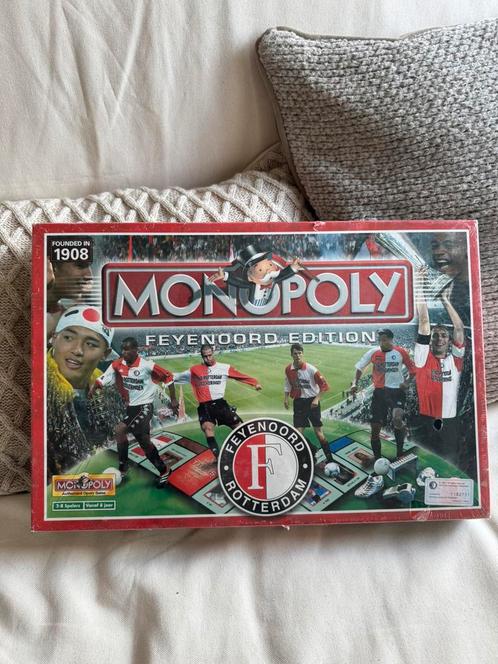 FOUNDED IN
1908
MONOPOLY
FEYENOORD EDITION
FEYENOORD
F
ROTTERDAM
MONOPOLY
2-8 Spelers
Vanaf 8 jaar